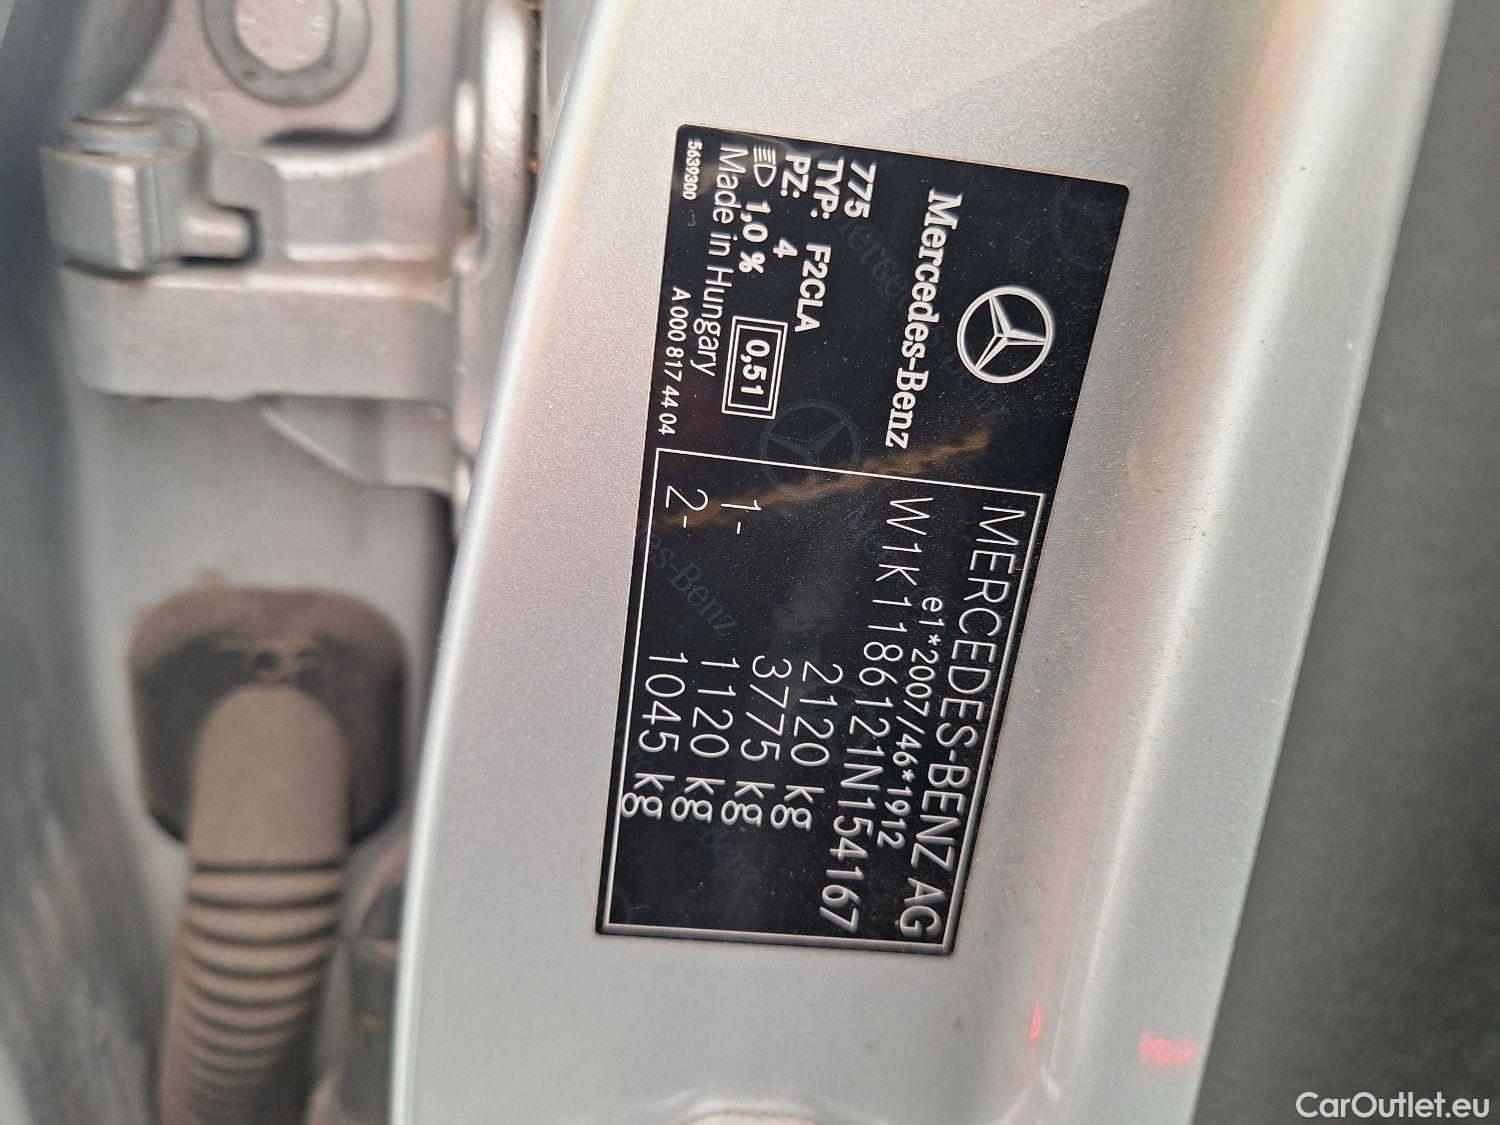 Mercedes-Benz
775
TYP: F2CLA
PZ: 4
1,0 % 0,51
Made in Hungary
5639300 A 000 817 44 04
MERCEDES-BENZ AG
e1*2007/46*1912
W1K1186121N154167
2120 kg
3775 kg
1- 1120 kg
2- 1045 kg
CarOutlet.eu